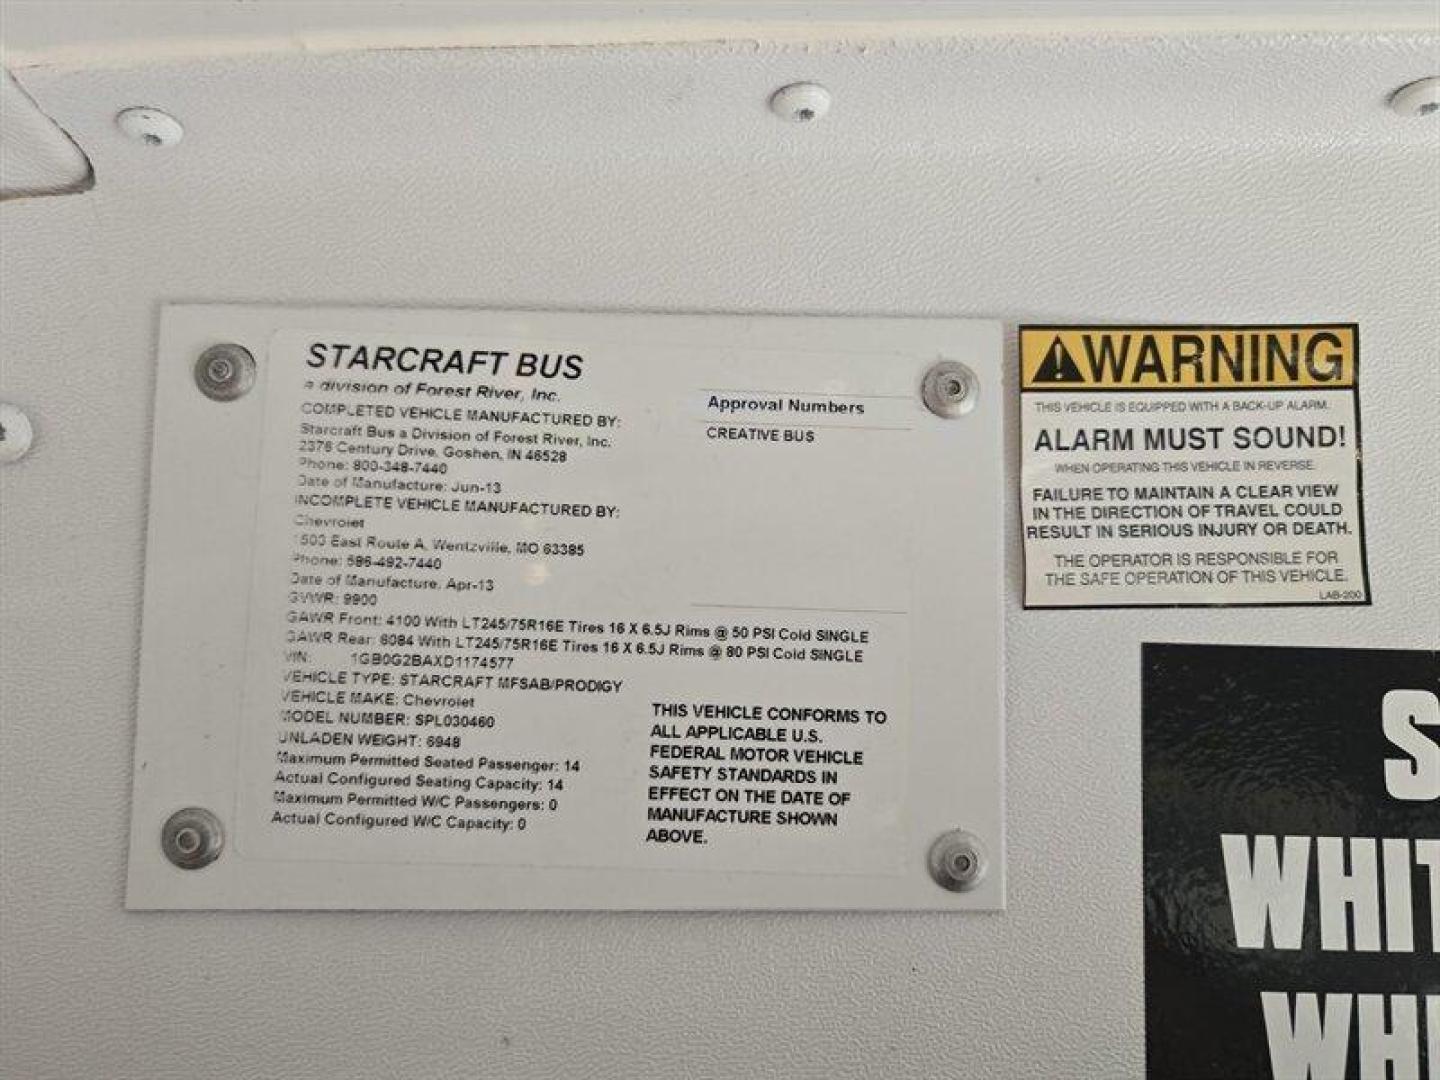 STARCRAFT BUS
a division of Forest River, Inc.
COMPLETED VEHICLE MANUFACTURED BY:
Starcraft Bus a Division of Forest River, Inc.
2376 Century Drive, Goshen, IN 46528
Phone: 800-348-7440
Date of Manufacture: Jun-13
INCOMPLETE VEHICLE MANUFACTURED BY:
Chevrolet
1500 East Route A, Wentzville, MO 63385
Phone: 586-492-7440
Date of Manufacture, Apr-13
GVWR: 9900
GAWR Front: 4100 With LT245/75R16E Tires 16 X 6.5J Rims @ 50 PSI Cold SINGLE
GAWR Rear: 6084 With LT245/75R16E Tires 16 X 6.5J Rims @ 80 PSI Cold SINGLE
VIN: 1GB0G2BAXD1174577
VEHICLE TYPE: STARCRAFT MFSAB/PRODIGY
VEHICLE MAKE: Chevrolet
MODEL NUMBER: SPL030460
UNLADEN WEIGHT: 6948
Maximum Permitted Seated Passenger: 14
Actual Configured Seating Capacity: 14
Maximum Permitted W/C Passengers: 0
Actual Configured W/C Capacity: 0
Approval Numbers
CREATIVE BUS
THIS VEHICLE CONFORMS TO
ALL APPLICABLE U.S.
FEDERAL MOTOR VEHICLE
SAFETY STANDARDS IN
EFFECT ON THE DATE OF
MANUFACTURE SHOWN
ABOVE.
WARNING
THIS VEHICLE IS EQUIPPED WITH A BACK-UP ALARM.
ALARM MUST SOUND!
WHEN OPERATING THIS VEHICLE IN REVERSE.
FAILURE TO MAINTAIN A CLEAR VIEW
IN THE DIRECTION OF TRAVEL COULD
RESULT IN SERIOUS INJURY OR DEATH.
THE OPERATOR IS RESPONSIBLE FOR
THE SAFE OPERATION OF THIS VEHICLE.
LAB-200
S
WHIT
WHE